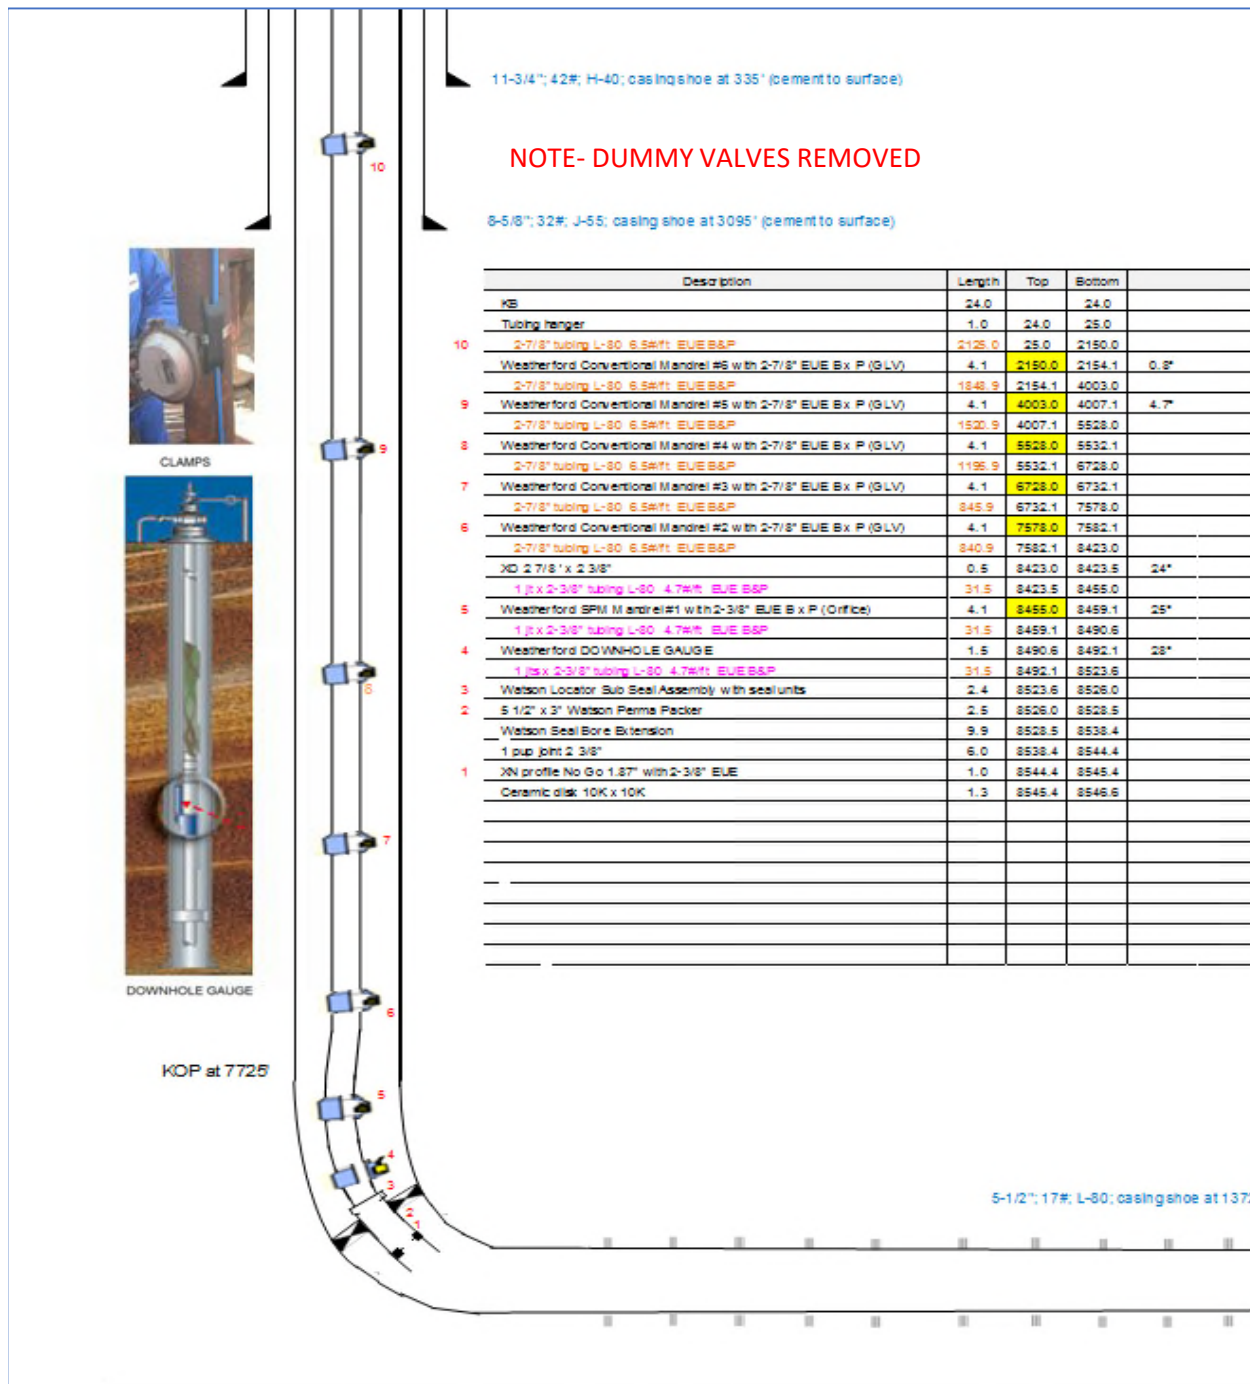 11-3/4"; 42#; H-40; casing shoe at 335' (cement to surface)
10
NOTE- DUMMY VALVES REMOVED
8-5/8"; 32#; J-55; casing shoe at 3095' (cement to surface)
Description Length Top Bottom
KB 24.0 24.0
Tubing hanger 1.0 24.0 25.0
10 2-7/8" tubing L-80 6.5#/ft EUE B&P 2125.0 25.0 2150.0
Weatherford Conventional Mandrel #6 with 2-7/8" EUE B x P (GLV) 4.1 2150.0 2154.1 0.8°
2-7/8" tubing L-80 6.5#/ft EUE B&P 1848.9 2154.1 4003.0
9 Weatherford Conventional Mandrel #5 with 2-7/8" EUE B x P (GLV) 4.1 4003.0 4007.1 4.7°
2-7/8" tubing L-80 6.5#/ft EUE B&P 1520.9 4007.1 5528.0
8 Weatherford Conventional Mandrel #4 with 2-7/8" EUE B x P (GLV) 4.1 5528.0 5532.1
2-7/8" tubing L-80 6.5#/ft EUE B&P 1195.9 5532.1 6728.0
7 Weatherford Conventional Mandrel #3 with 2-7/8" EUE B x P (GLV) 4.1 6728.0 6732.1
2-7/8" tubing L-80 6.5#/ft EUE B&P 845.9 6732.1 7578.0
6 Weatherford Conventional Mandrel #2 with 2-7/8" EUE B x P (GLV) 4.1 7578.0 7582.1
2-7/8" tubing L-80 6.5#/ft EUE B&P 840.9 7582.1 8423.0
XO 2 7/8' x 2 3/8" 0.5 8423.0 8423.5 24°
1 jt x 2-3/8" tubing L-80 4.7#/ft EUE B&P 31.5 8423.5 8455.0
5 Weatherford SPM Mandrel #1 with 2-3/8" EUE B x P (Orifice) 4.1 8455.0 8459.1 25°
1 jt x 2-3/8" tubing L-80 4.7#/ft EUE B&P 31.5 8459.1 8490.6
4 Weatherford DOWNHOLE GAUGE 1.5 8490.6 8492.1 28°
1 jts x 2-3/8" tubing L-80 4.7#/ft EUE B&P 31.5 8492.1 8523.6
3 Watson Locator Sub Seal Assembly with seal units 2.4 8523.6 8526.0
2 5 1/2" x 3" Watson Perma Packer 2.5 8526.0 8528.5
Watson Seal Bore Extension 9.9 8528.5 8538.4
1 pup joint 2 3/8" 6.0 8538.4 8544.4
1 XN profile No Go 1.87" with 2-3/8" EUE 1.0 8544.4 8545.4
Ceramic disk 10K x 10K 1.3 8545.4 8546.6
CLAMPS
9
8
7
DOWNHOLE GAUGE
6
KOP at 7725'
5
4
3
2
1
5-1/2"; 17#; L-80; casing shoe at 1372